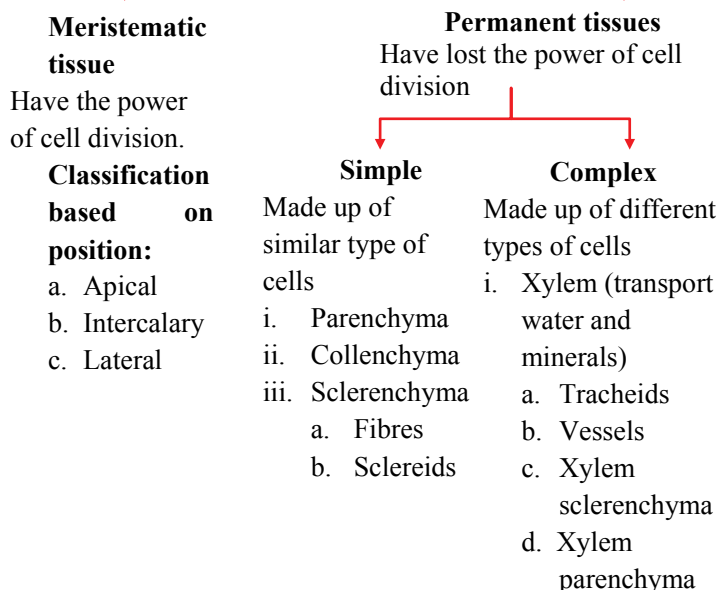 Meristematic
tissue
Have the power
of cell division.
Classification
based on
position:
a. Apical
b. Intercalary
c. Lateral
Permanent tissues
Have lost the power of cell
division
Simple
Made up of
similar type of
cells
i. Parenchyma
ii. Collenchyma
iii. Sclerenchyma
a. Fibres
b. Sclereids
Complex
Made up of different
types of cells
i. Xylem (transport
water and
minerals)
a. Tracheids
b. Vessels
c. Xylem
sclerenchyma
d. Xylem
parenchyma